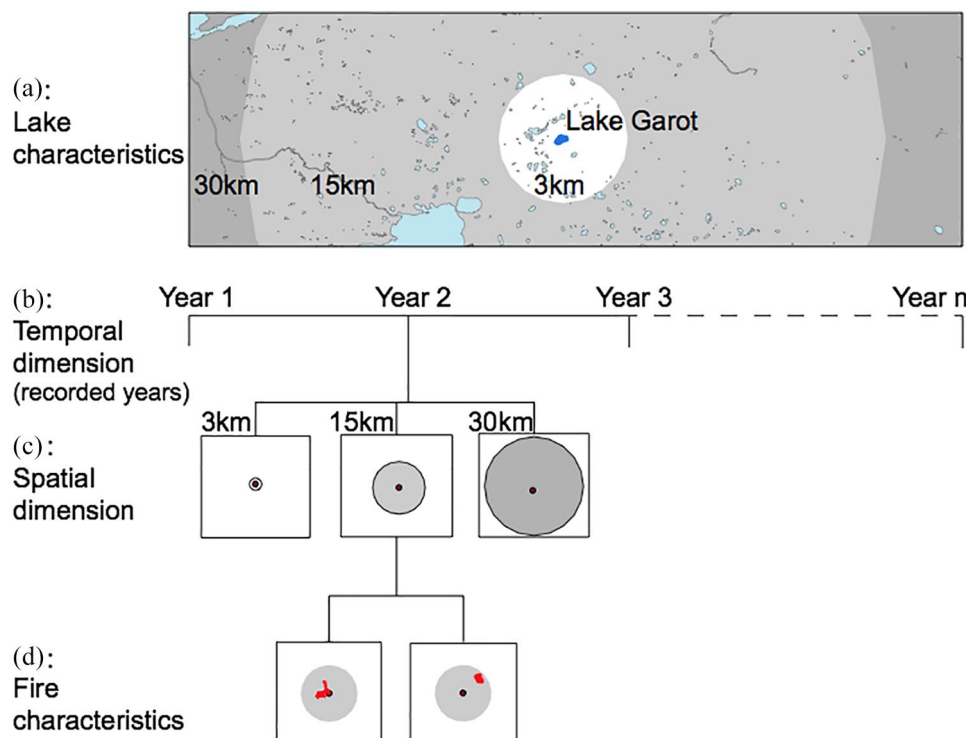 (a):
Lake
characteristics
Lake Garot
30km 15km 3km
(b):
Temporal
dimension
(recorded years)
Year 1 Year 2 Year 3 Year n
3km 15km 30km
(c):
Spatial
dimension
(d):
Fire
characteristics